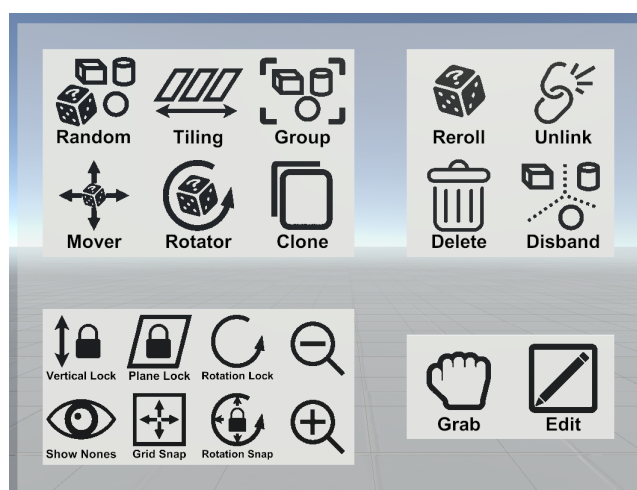 Random Tiling Group
Mover Rotator Clone
Reroll Unlink
Delete Disband
Vertical Lock Plane Lock Rotation Lock
Show Nones Grid Snap Rotation Snap
Grab Edit